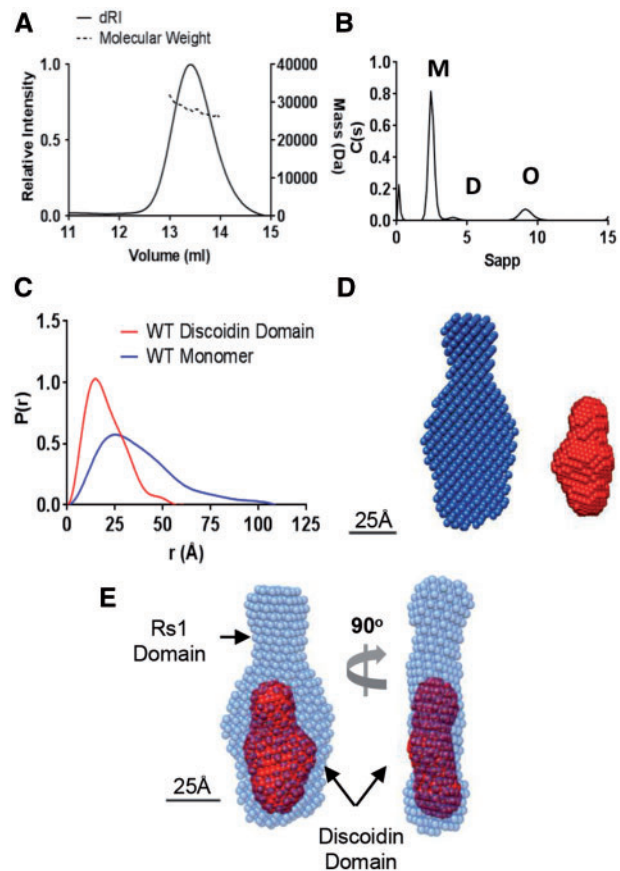 A
dRI
Molecular Weight
Relative Intensity
1.0
0.5
0.0
11 12 13 14 15
Volume (ml)
40000
30000
20000
10000
0
Mass (Da)
B
M
D
O
C(s)
1.0
0.8
0.6
0.4
0.2
0.0
0 5 10 15
Sapp
C
WT Discoidin Domain
WT Monomer
P(r)
1.5
1.0
0.5
0.0
0 25 50 75 100 125
r (Å)
D
25Å
E
Rs1
Domain
90°
25Å
Discoidin
Domain